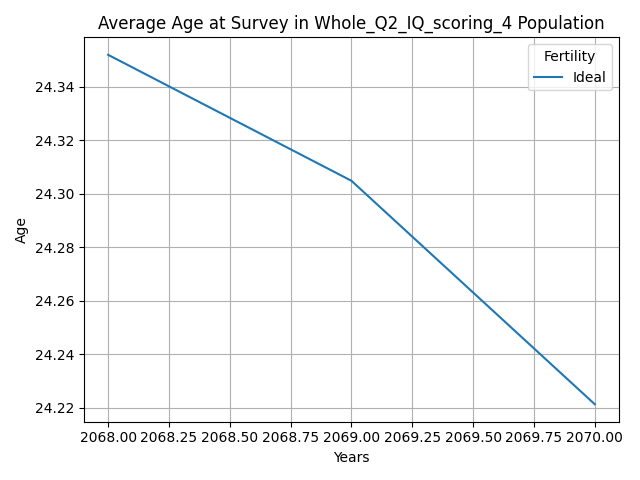 Average Age at Survey in Whole_Q2_IQ_scoring_4 Population
Fertility
Ideal
24.34
24.32
24.30
24.28
24.26
24.24
24.22
Age
2068.00 2068.25 2068.50 2068.75 2069.00 2069.25 2069.50 2069.75 2070.00
Years